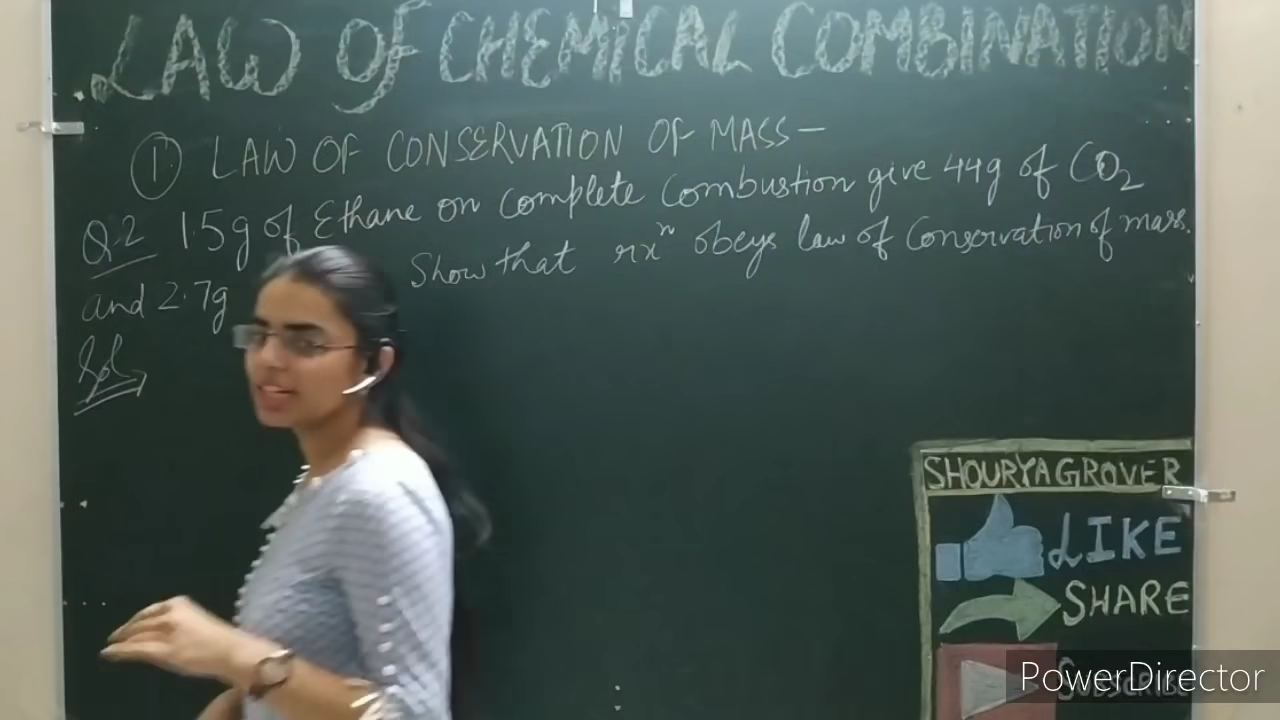 LAW OF CHEMICAL COMBINATION
① LAW OF CONSERVATION OF MASS-
Q.2 1.5g of Ethane on complete Combustion give 44g of CO₂
and 2.7g Show that rxⁿ obeys law of Conservation of mass.
Sol
SHOURYA GROVER
LIKE
SHARE
SUBSCRIBE
PowerDirector